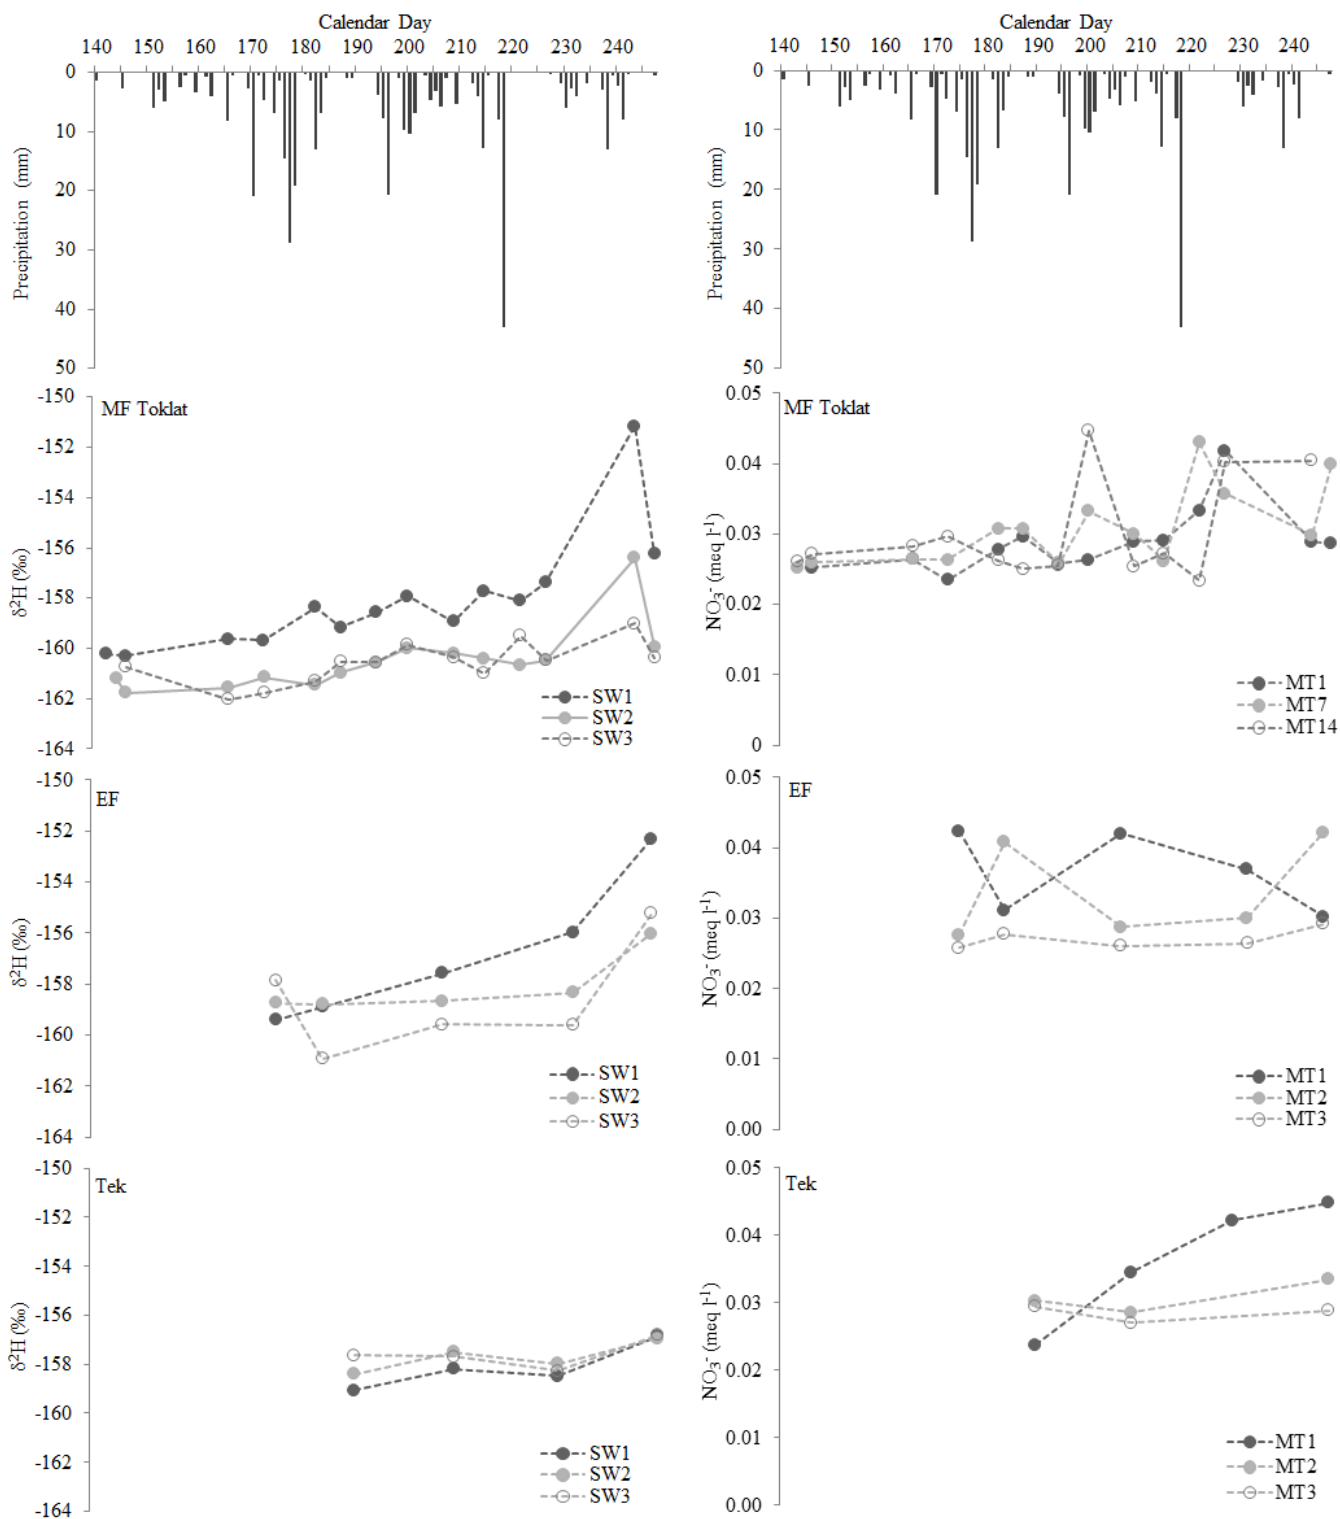 Calendar Day
140 150 160 170 180 190 200 210 220 230 240
0
10
20
30
40
50
Precipitation (mm)
Calendar Day
140 150 160 170 180 190 200 210 220 230 240
0
10
20
30
40
50
Precipitation (mm)
MF Toklat
-150
-152
-154
-156
-158
-160
-162
-164
δ²H (‰)
SW1
SW2
SW3
MF Toklat
0.05
0.04
0.03
0.02
0.01
0
NO₃⁻ (meq l⁻¹)
MT1
MT7
MT14
EF
-150
-152
-154
-156
-158
-160
-162
-164
δ²H (‰)
SW1
SW2
SW3
EF
0.05
0.04
0.03
0.02
0.01
0.00
NO₃⁻ (meq l⁻¹)
MT1
MT2
MT3
Tek
-150
-152
-154
-156
-158
-160
-162
-164
δ²H (‰)
SW1
SW2
SW3
Tek
0.05
0.04
0.03
0.02
0.01
0.00
NO₃⁻ (meq l⁻¹)
MT1
MT2
MT3